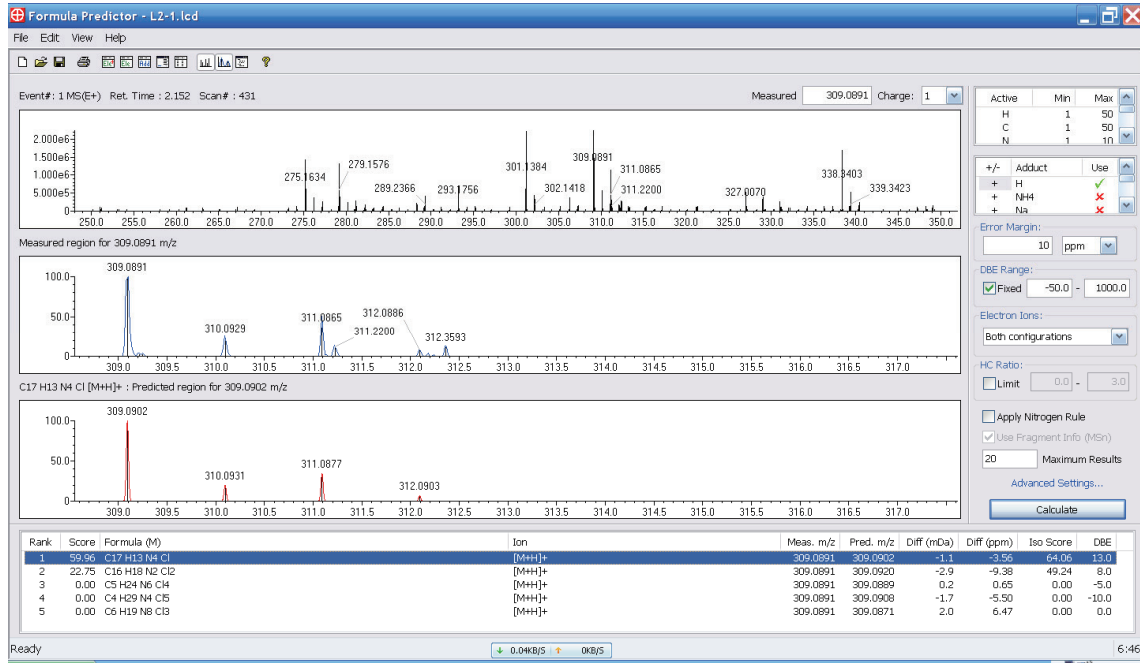 Formula Predictor - L2-1.lcd
File Edit View Help
Event#: 1 MS(E+) Ret. Time : 2.152 Scan# : 431 Measured 309.0891 Charge: 1
2.000e6
1.500e6
1.000e6
5.000e5
0
275.1634 279.1576 289.2366 293.1756 301.1384 302.1418 309.0891 311.0865 311.2200 327.0070 338.3403 339.3423
250.0 255.0 260.0 265.0 270.0 275.0 280.0 285.0 290.0 295.0 300.0 305.0 310.0 315.0 320.0 325.0 330.0 335.0 340.0 345.0 350.0
Measured region for 309.0891 m/z
100.0
50.0
0
309.0891 310.0929 311.0865 311.2200 312.0886 312.3593
309.0 309.5 310.0 310.5 311.0 311.5 312.0 312.5 313.0 313.5 314.0 314.5 315.0 315.5 316.0 316.5 317.0
C17 H13 N4 Cl [M+H]+ : Predicted region for 309.0902 m/z
100.0
50.0
0
309.0902 310.0931 311.0877 312.0903
309.0 309.5 310.0 310.5 311.0 311.5 312.0 312.5 313.0 313.5 314.0 314.5 315.0 315.5 316.0 316.5 317.0
Active Min Max
H 1 50
C 1 50
N 1 10
+/- Adduct Use
+ H
+ NH4
+ Na
Error Margin:
10 ppm
DBE Range:
Fixed -50.0 - 1000.0
Electron Ions:
Both configurations
HC Ratio:
Limit 0.0 - 3.0
Apply Nitrogen Rule
Use Fragment Info (MSn)
20 Maximum Results
Advanced Settings...
Calculate
Rank Score Formula (M) Ion Meas. m/z Pred. m/z Diff (mDa) Diff (ppm) Iso Score DBE
1 59.96 C17 H13 N4 Cl [M+H]+ 309.0891 309.0902 -1.1 -3.56 64.06 13.0
2 22.75 C16 H18 N2 Cl2 [M+H]+ 309.0891 309.0920 -2.9 -9.38 49.24 8.0
3 0.00 C5 H24 N6 Cl4 [M+H]+ 309.0891 309.0889 0.2 0.65 0.00 -5.0
4 0.00 C4 H29 N4 Cl5 [M+H]+ 309.0891 309.0908 -1.7 -5.50 0.00 -10.0
5 0.00 C6 H19 N8 Cl3 [M+H]+ 309.0891 309.0871 2.0 6.47 0.00 0.0
Ready 0.04KB/S 0KB/S 6:46